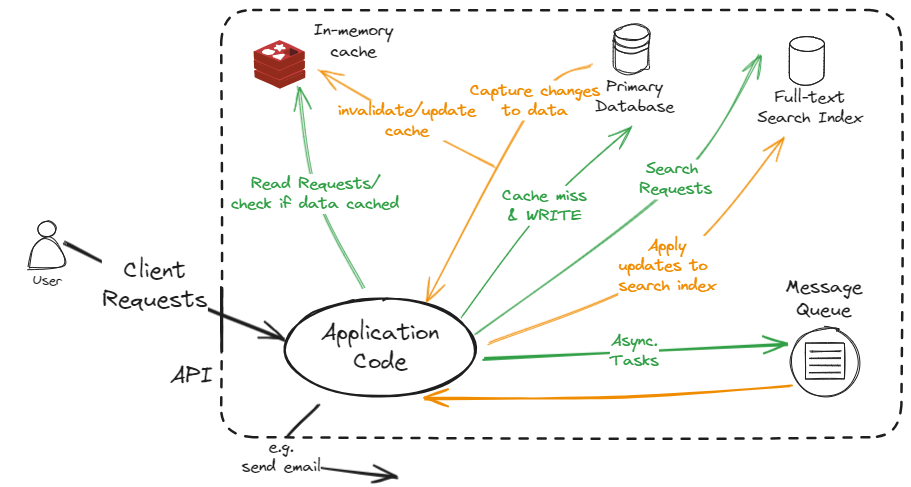 In-memory
cache
Capture changes
to data
Primary
Database
Full-text
Search Index
invalidate/update
cache
Read Requests/
check if data cached
Cache miss
& WRITE
Search
Requests
User
Client
Requests
Apply
updates to
search index
Message
Queue
Application
Code
Async.
Tasks
API
e.g.
send email